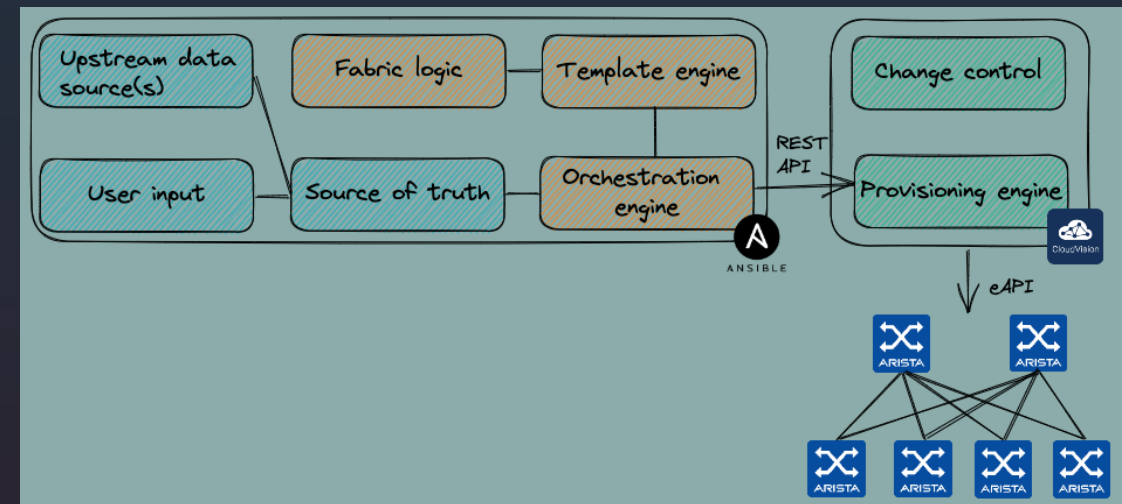 Upstream data
source(s)
Fabric logic
Template engine
Change control
User input
Source of truth
Orchestration
engine
REST
API
Provisioning engine
ANSIBLE
CloudVision
eAPI
ARISTA
ARISTA
ARISTA
ARISTA
ARISTA
ARISTA